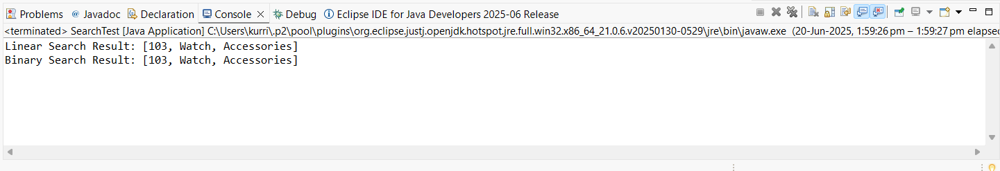 Problems @ Javadoc Declaration Console Debug Eclipse IDE for Java Developers 2025-06 Release
<terminated> SearchTest [Java Application] C:\Users\kurri\.p2\pool\plugins\org.eclipse.justj.openjdk.hotspot.jre.full.win32.x86_64_21.0.6.v20250130-0529\jre\bin\javaw.exe (20-Jun-2025, 1:59:26 pm – 1:59:27 pm elapsed
Linear Search Result: [103, Watch, Accessories]
Binary Search Result: [103, Watch, Accessories]